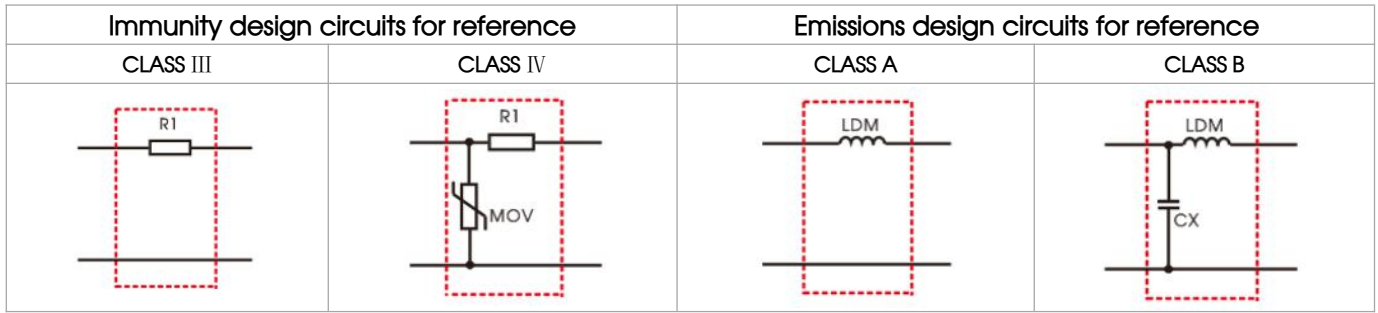 Immunity design circuits for reference
Emissions design circuits for reference
CLASS III
CLASS IV
CLASS A
CLASS B
R1
R1
MOV
LDM
LDM
CX